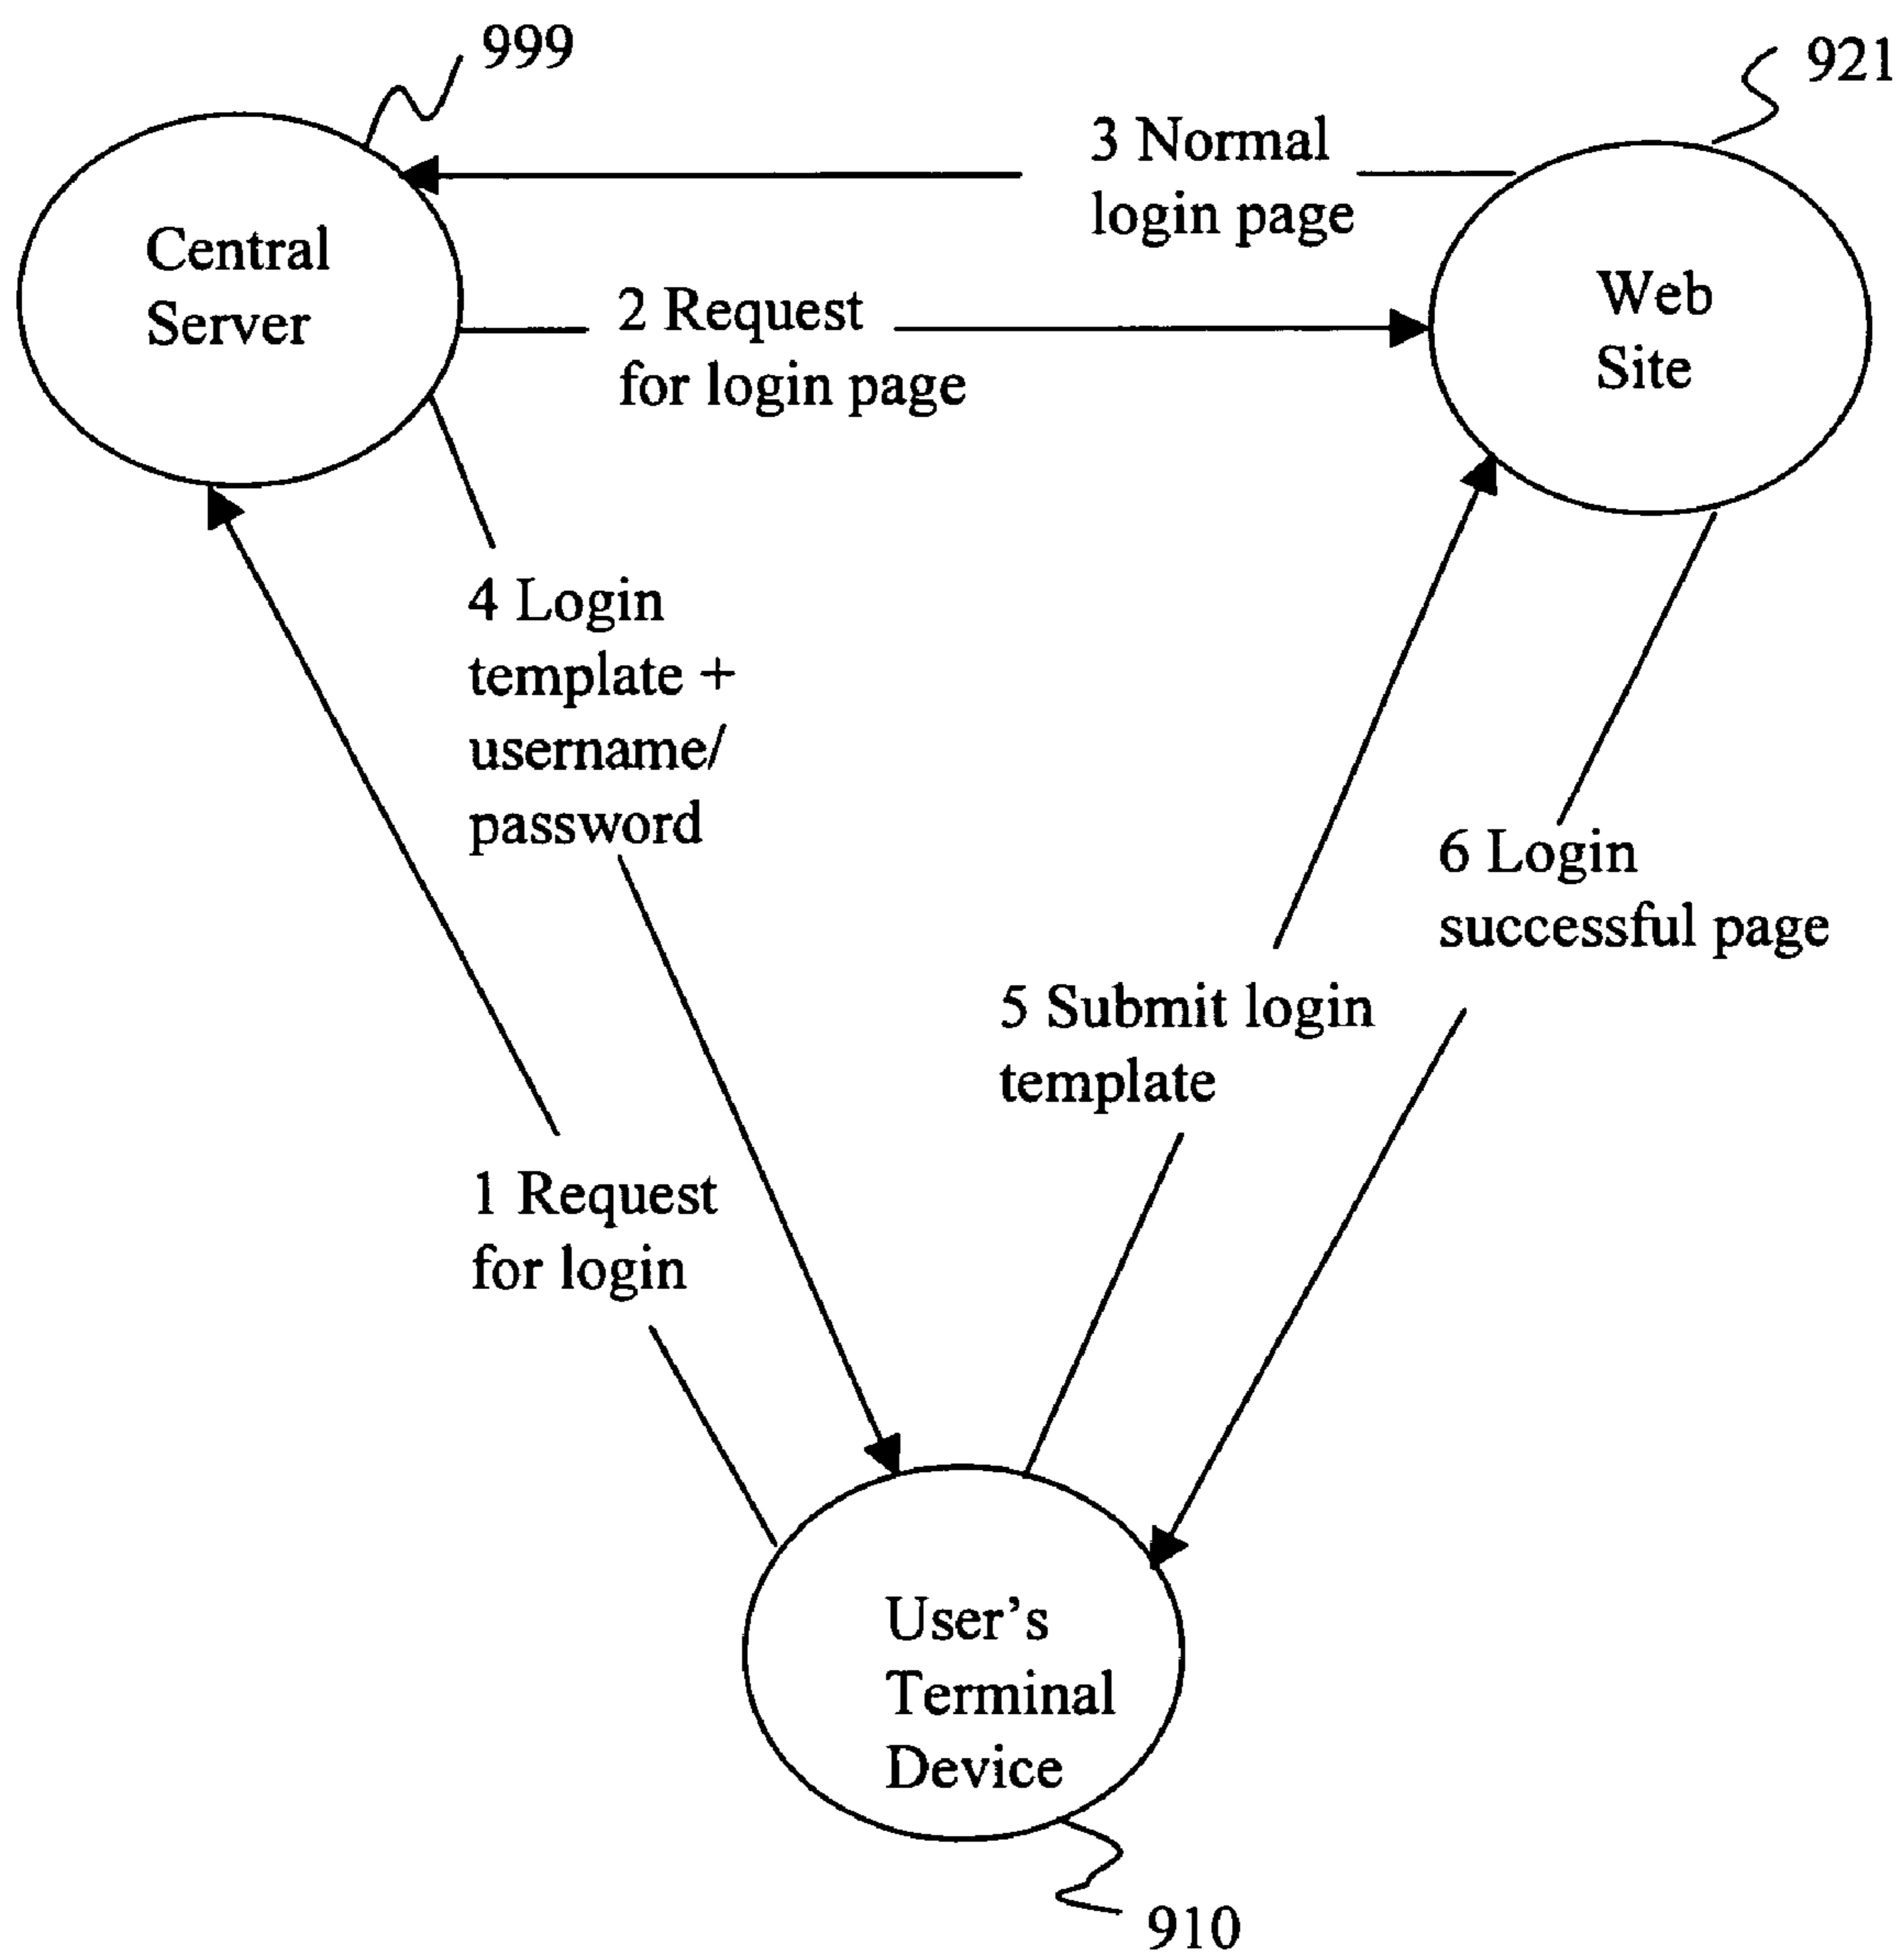 999
921
3 Normal
login page
Central
Server
2 Request
for login page
Web
Site
4 Login
template +
username/
password
6 Login
successful page
5 Submit login
template
1 Request
for login
User's
Terminal
Device
910